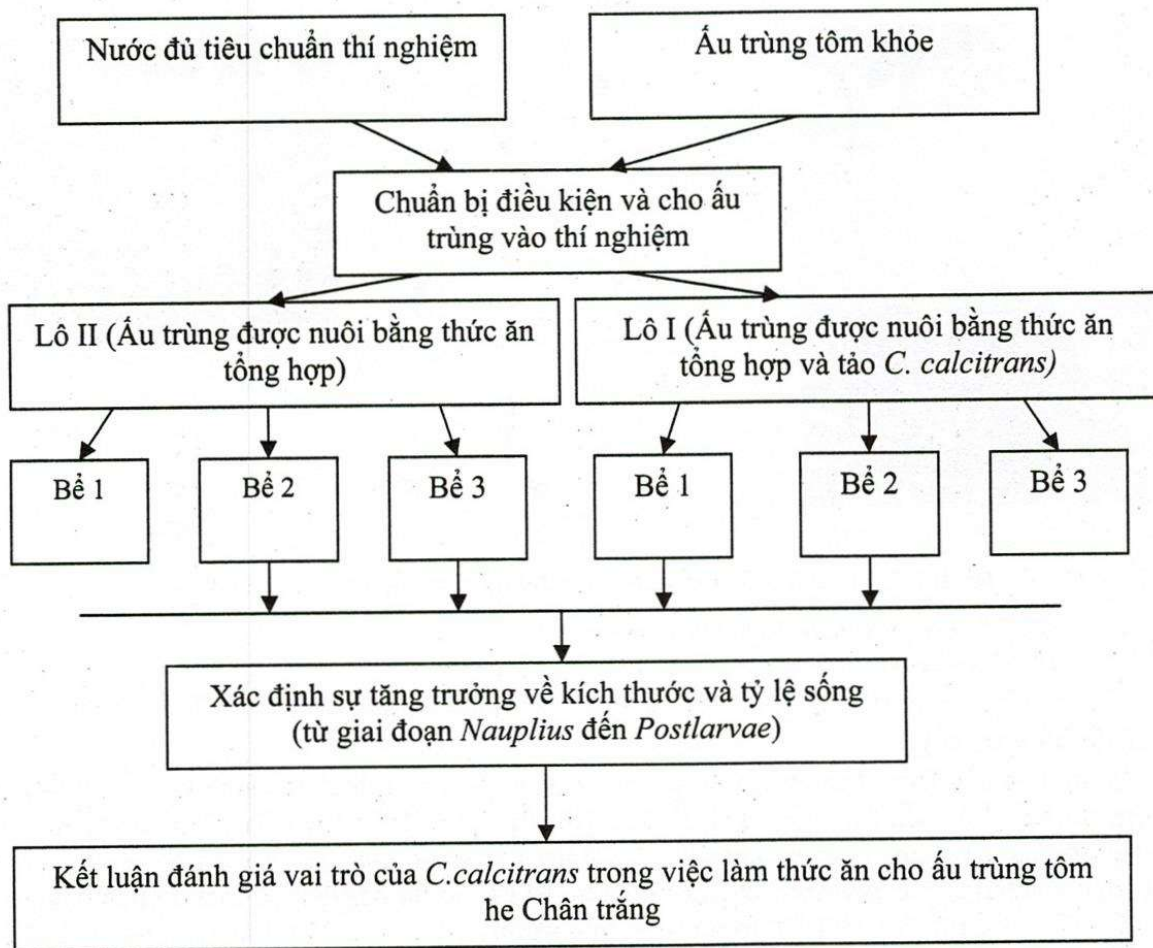 Nước đủ tiêu chuẩn thí nghiệm
Ấu trùng tôm khỏe
Chuẩn bị điều kiện và cho ấu
trùng vào thí nghiệm
Lô II (Ấu trùng được nuôi bằng thức ăn
tổng hợp)
Lô I (Ấu trùng được nuôi bằng thức ăn
tổng hợp và tảo C. calcitrans)
Bể 1
Bể 2
Bể 3
Bể 1
Bể 2
Bể 3
Xác định sự tăng trưởng về kích thước và tỷ lệ sống
(từ giai đoạn Nauplius đến Postlarvae)
Kết luận đánh giá vai trò của C.calcitrans trong việc làm thức ăn cho ấu trùng tôm
he Chân trắng